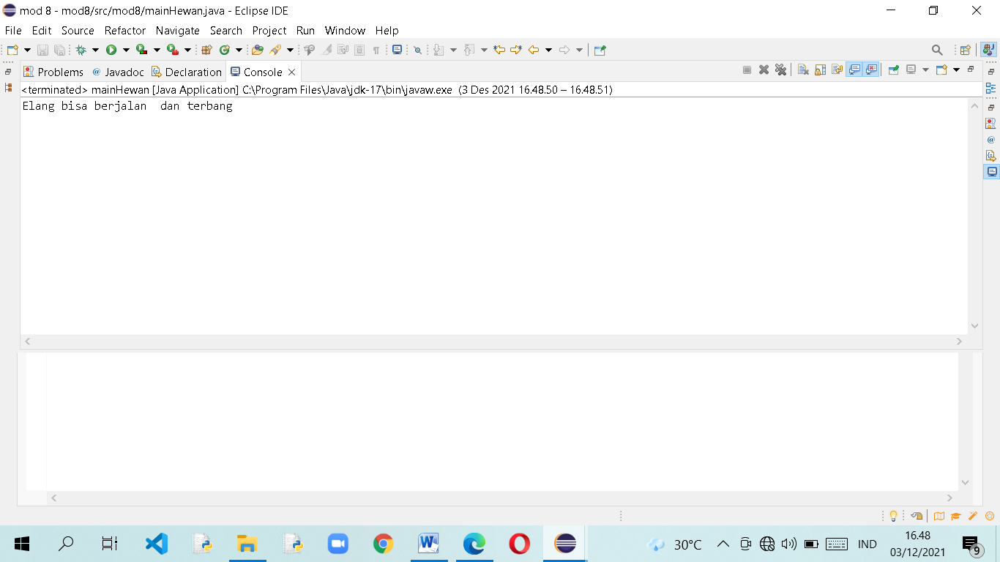 mod 8 - mod8/src/mod8/mainHewan.java - Eclipse IDE
File Edit Source Refactor Navigate Search Project Run Window Help
Problems @ Javadoc Declaration Console
<terminated> mainHewan [Java Application] C:\Program Files\Java\jdk-17\bin\javaw.exe (3 Des 2021 16.48.50 – 16.48.51)
Elang bisa berjalan  dan terbang
30°C IND 16.48
03/12/2021
9